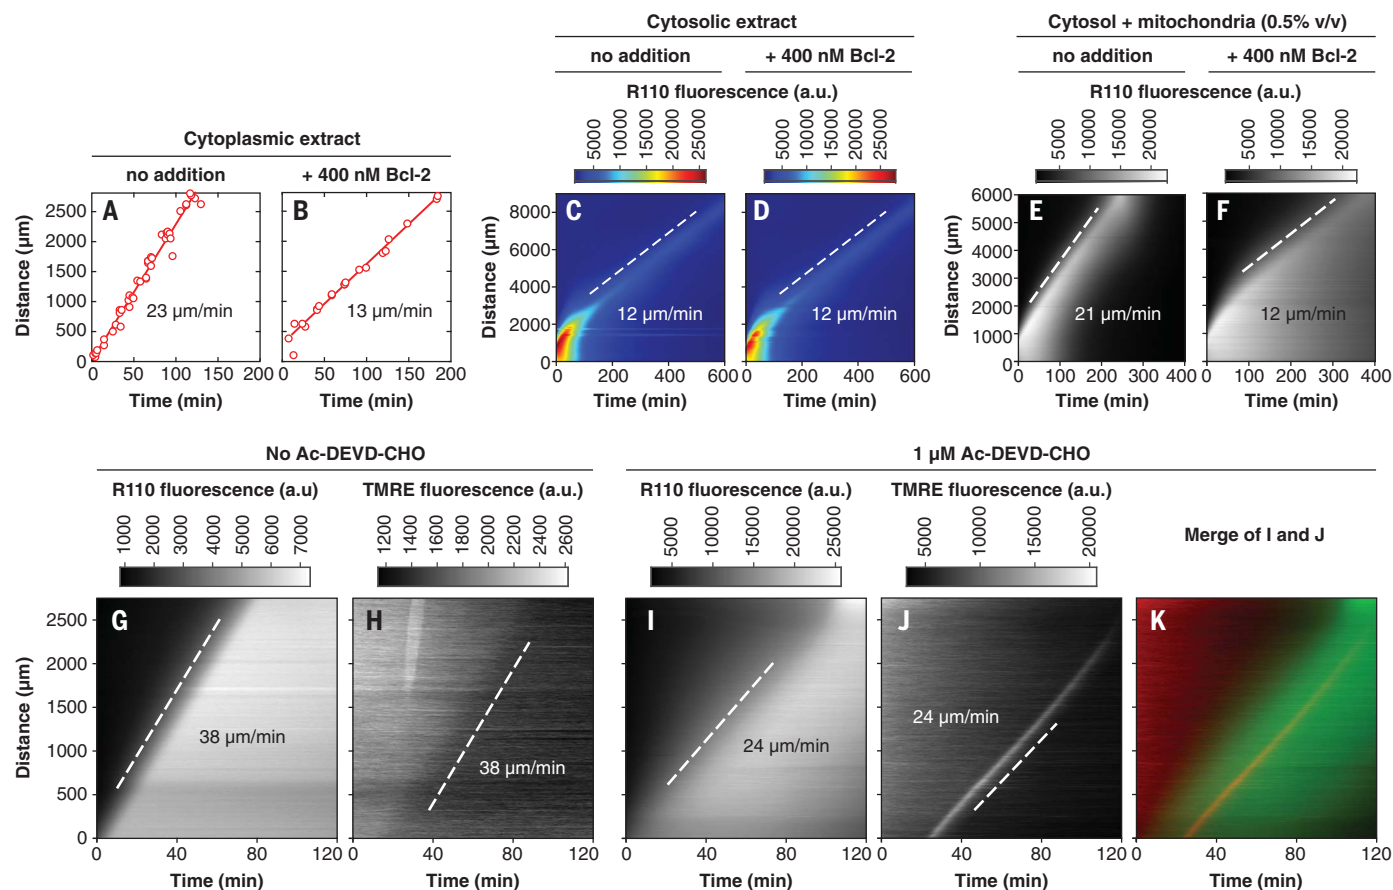 Cytosolic extract
Cytosol + mitochondria (0.5% v/v)
no addition + 400 nM Bcl-2
no addition + 400 nM Bcl-2
R110 fluorescence (a.u.)
R110 fluorescence (a.u.)
5000 10000 15000 20000 25000
5000 10000 15000 20000 25000
5000 10000 15000 20000
5000 10000 15000 20000
Cytoplasmic extract
no addition + 400 nM Bcl-2
Distance (µm)
2500
2000
1500
1000
500
0
A
23 µm/min
0 50 100 150 200
Time (min)
B
13 µm/min
0 50 100 150 200
Time (min)
Distance (µm)
8000
6000
4000
2000
0
C
12 µm/min
0 200 400 600
Time (min)
D
12 µm/min
0 200 400 600
Time (min)
Distance (µm)
6000
5000
4000
3000
2000
1000
0
E
21 µm/min
0 100 200 300 400
Time (min)
F
12 µm/min
0 100 200 300 400
Time (min)
No Ac-DEVD-CHO
1 µM Ac-DEVD-CHO
R110 fluorescence (a.u)
1000 2000 3000 4000 5000 6000 7000
TMRE fluorescence (a.u.)
1200 1400 1600 1800 2000 2200 2400 2600
R110 fluorescence (a.u.)
5000 10000 15000 20000 25000
TMRE fluorescence (a.u.)
5000 10000 15000 20000
Merge of I and J
Distance (µm)
2500
2000
1500
1000
500
0
G
38 µm/min
0 40 80 120
Time (min)
H
38 µm/min
0 40 80 120
Time (min)
I
24 µm/min
0 40 80 120
Time (min)
J
24 µm/min
0 40 80 120
Time (min)
K
0 40 80 120
Time (min)